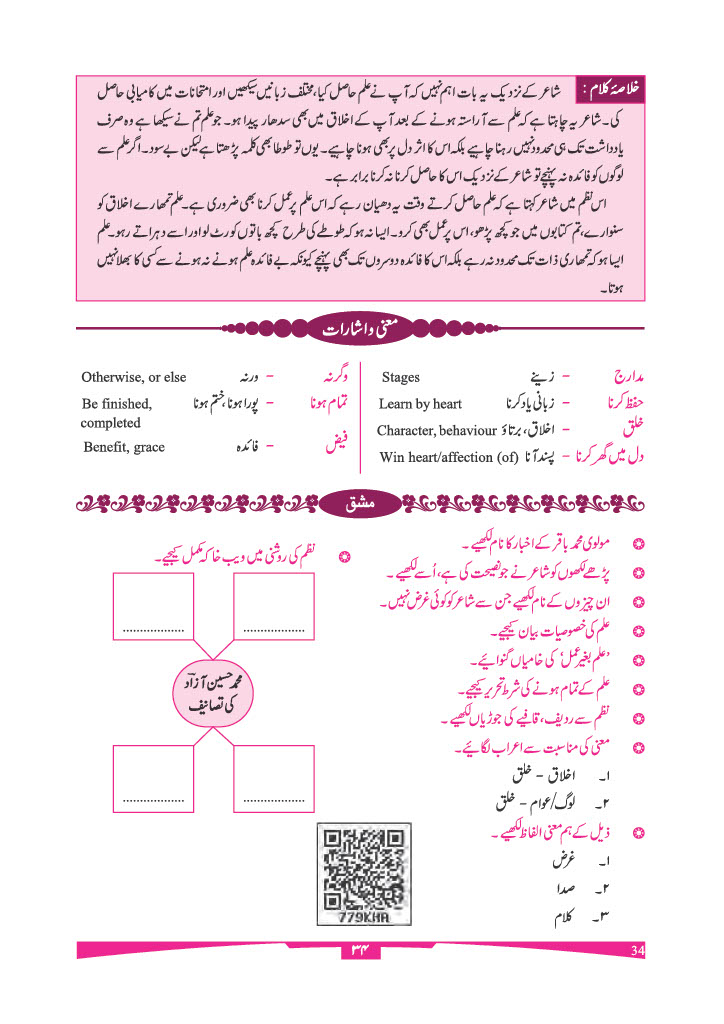 خلاصۂ کلام : شاعر کے نزدیک یہ بات اہم نہیں کہ آپ نے علم حاصل کیا، مختلف زبانیں سیکھیں اور امتحانات میں کامیابی حاصل
کی۔ شاعر یہ چاہتا ہے کہ علم سے آراستہ ہونے کے بعد آپ کے اخلاق میں بھی سدھار پیدا ہو۔ جو علم تم نے سیکھا ہے وہ صرف
یادداشت تک ہی محدود نہیں رہنا چاہیے بلکہ اس کا اثر دل پر بھی ہونا چاہیے۔ یوں تو طوطا بھی کلمہ پڑھتا ہے لیکن بے سود۔ اگر علم سے
لوگوں کو فائدہ نہ پہنچے تو شاعر کے نزدیک اس کا حاصل کرنا نہ کرنا برابر ہے۔
اس نظم میں شاعر کہتا ہے کہ علم حاصل کرتے وقت یہ دھیان رہے کہ اس علم پر عمل کرنا بھی ضروری ہے۔ علم تمھارے اخلاق کو
سنوارے، تم کتابوں میں جو کچھ پڑھو، اس پر عمل بھی کرو۔ ایسا نہ ہو کہ طوطے کی طرح کچھ باتوں کو رٹ لو اور اسے دہراتے رہو۔ علم
ایسا ہو کہ تمھاری ذات تک محدود نہ رہے بلکہ اس کا فائدہ دوسروں تک بھی پہنچے کیونکہ بے فائدہ علم ہونے نہ ہونے سے کسی کا بھلا نہیں
ہوتا۔
معنی و اشارات
مدارج – زینے Stages
حفظ کرنا – زبانی یاد کرنا Learn by heart
خلق – اخلاق، برتاؤ Character, behaviour
دل میں گھر کرنا – پسند آنا Win heart/affection (of)
وگرنہ – ورنہ Otherwise, or else
تمام ہونا – پورا ہونا، ختم ہونا Be finished,
completed
فیض – فائدہ Benefit, grace
مشق
مولوی محمد باقر کے اخبار کا نام لکھیے۔
پڑھے لکھوں کو شاعر نے جو نصیحت کی ہے، اُسے لکھیے۔
ان چیزوں کے نام لکھیے جن سے شاعر کو کوئی غرض نہیں۔
علم کی خصوصیات بیان کیجیے۔
’علم بغیر عمل‘ کی خامیاں گنوائیے۔
علم کے تمام ہونے کی شرط تحریر کیجیے۔
نظم سے ردیف، قافیے کی جوڑیاں لکھیے۔
معنی کی مناسبت سے اعراب لگائیے۔
۱۔ اخلاق – خلق
۲۔ لوگ/عوام – خلق
ذیل کے ہم معنی الفاظ لکھیے۔
۱۔ غرض
۲۔ صدا
۳۔ کلام
نظم کی روشنی میں ویب خاکہ مکمل کیجیے۔
.................
.................
محمد حسین آزادؔ
کی تصانیف
.................
.................
779KHA
۳۴
34